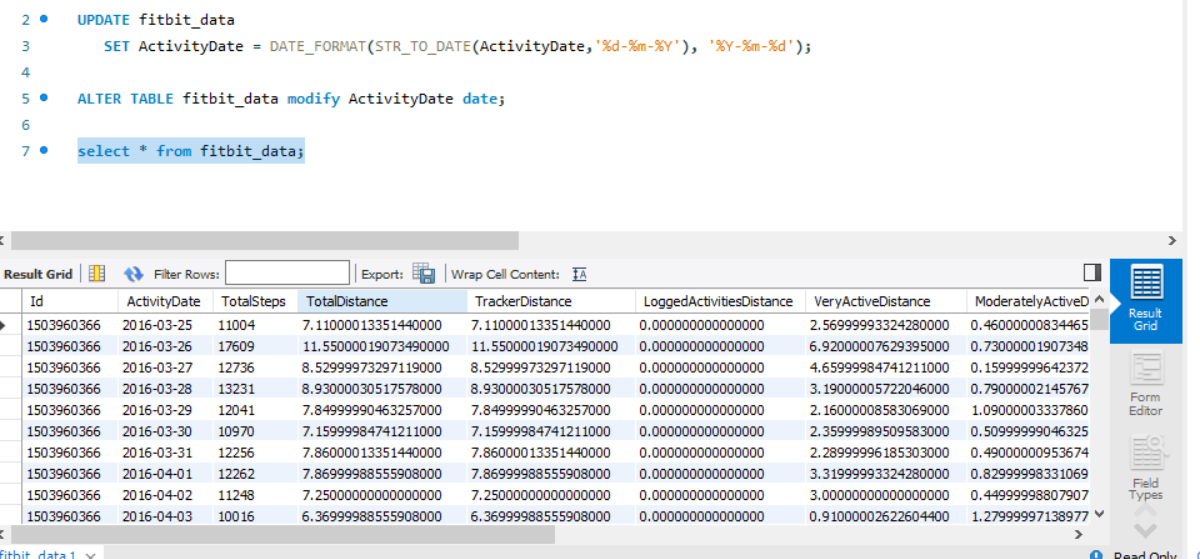 2 UPDATE fitbit_data
3 SET ActivityDate = DATE_FORMAT(STR_TO_DATE(ActivityDate,'%d-%m-%Y'), '%Y-%m-%d');
4
5 ALTER TABLE fitbit_data modify ActivityDate date;
6
7 select * from fitbit_data;
Result Grid Filter Rows: Export: Wrap Cell Content: IA
Id ActivityDate TotalSteps TotalDistance TrackerDistance LoggedActivitiesDistance VeryActiveDistance ModeratelyActiveD
1503960366 2016-03-25 11004 7.11000013351440000 7.11000013351440000 0.000000000000000 2.56999993324280000 0.46000000834465
1503960366 2016-03-26 17609 11.55000019073490000 11.55000019073490000 0.000000000000000 6.92000007629395000 0.73000001907348
1503960366 2016-03-27 12736 8.52999973297119000 8.52999973297119000 0.000000000000000 4.65999984741211000 0.15999999642372
1503960366 2016-03-28 13231 8.93000030517578000 8.93000030517578000 0.000000000000000 3.19000005722046000 0.79000002145767
1503960366 2016-03-29 12041 7.84999990463257000 7.84999990463257000 0.000000000000000 2.16000008583069000 1.09000003337860
1503960366 2016-03-30 10970 7.15999984741211000 7.15999984741211000 0.000000000000000 2.35999989509583000 0.50999999046325
1503960366 2016-03-31 12256 7.86000013351440000 7.86000013351440000 0.000000000000000 2.28999996185303000 0.49000000953674
1503960366 2016-04-01 12262 7.86999988555908000 7.86999988555908000 0.000000000000000 3.31999993324280000 0.82999998331069
1503960366 2016-04-02 11248 7.25000000000000000 7.25000000000000000 0.000000000000000 3.00000000000000000 0.44999998807907
1503960366 2016-04-03 10016 6.36999988555908000 6.36999988555908000 0.000000000000000 0.91000002622604400 1.27999997138977
Result
Grid
Form
Editor
Field
Types
fitbit_data 1 Read Only